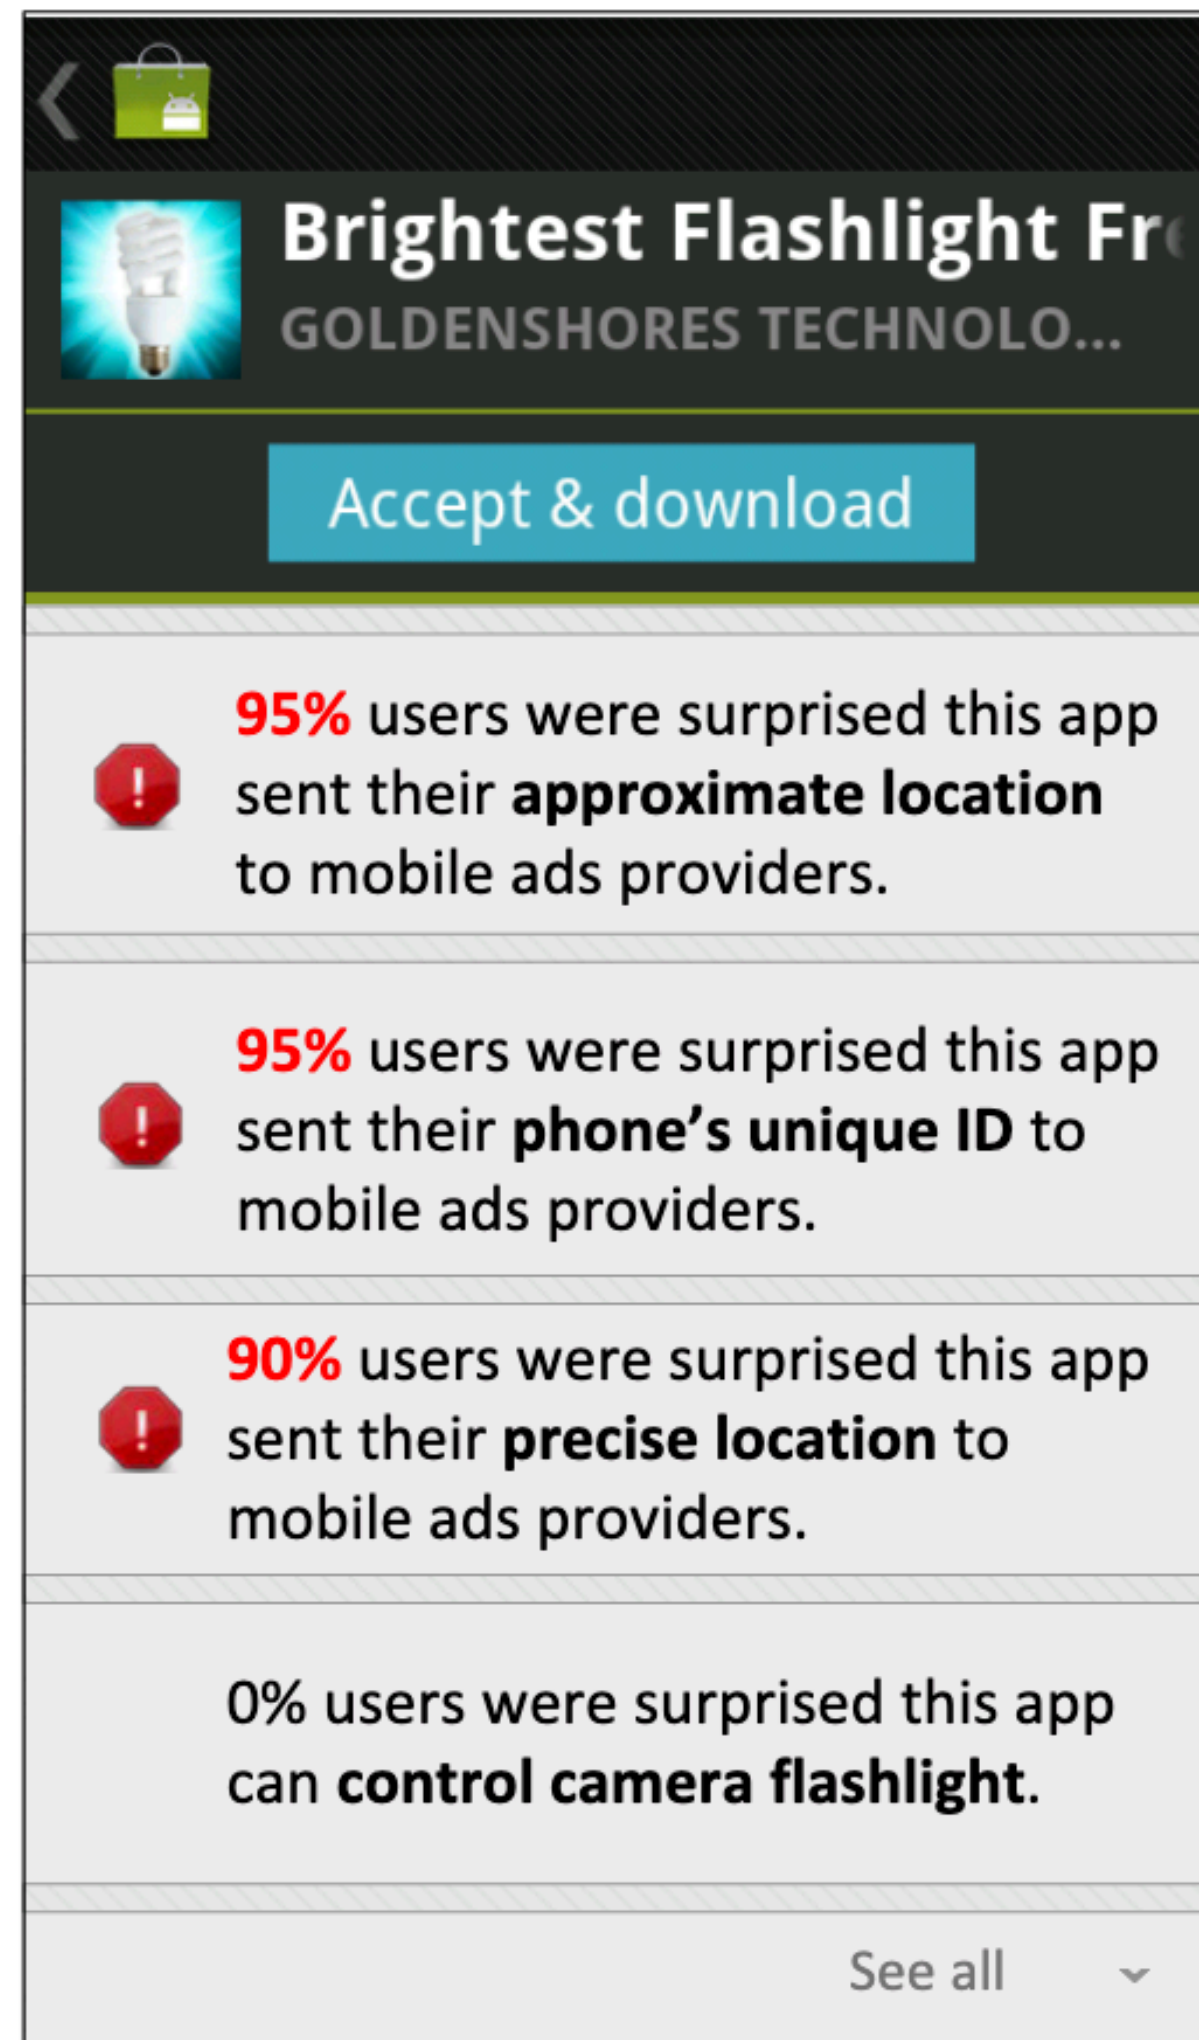 Brightest Flashlight Fre
GOLDENSHORES TECHNOLO...
Accept & download
95% users were surprised this app
sent their approximate location
to mobile ads providers.
95% users were surprised this app
sent their phone’s unique ID to
mobile ads providers.
90% users were surprised this app
sent their precise location to
mobile ads providers.
0% users were surprised this app
can control camera flashlight.
See all